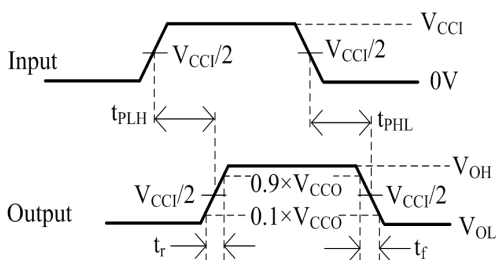 V_CCI
Input V_CCI/2 V_CCI/2
0V
t_PLH t_PHL
V_OH
0.9×V_CCO
V_CCI/2 V_CCI/2
Output 0.1×V_CCO V_OL
t_r t_f